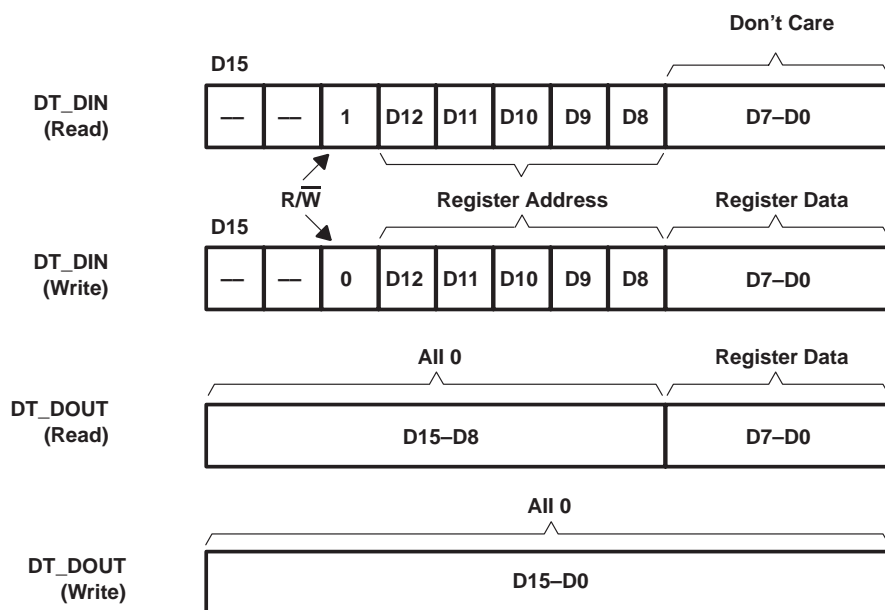 Don't Care
D15
DT_DIN
(Read)
— — 1 D12 D11 D10 D9 D8 D7–D0
R/W̅ Register Address Register Data
D15
DT_DIN
(Write)
— — 0 D12 D11 D10 D9 D8 D7–D0
All 0 Register Data
DT_DOUT
(Read)
D15–D8 D7–D0
All 0
DT_DOUT
(Write)
D15–D0